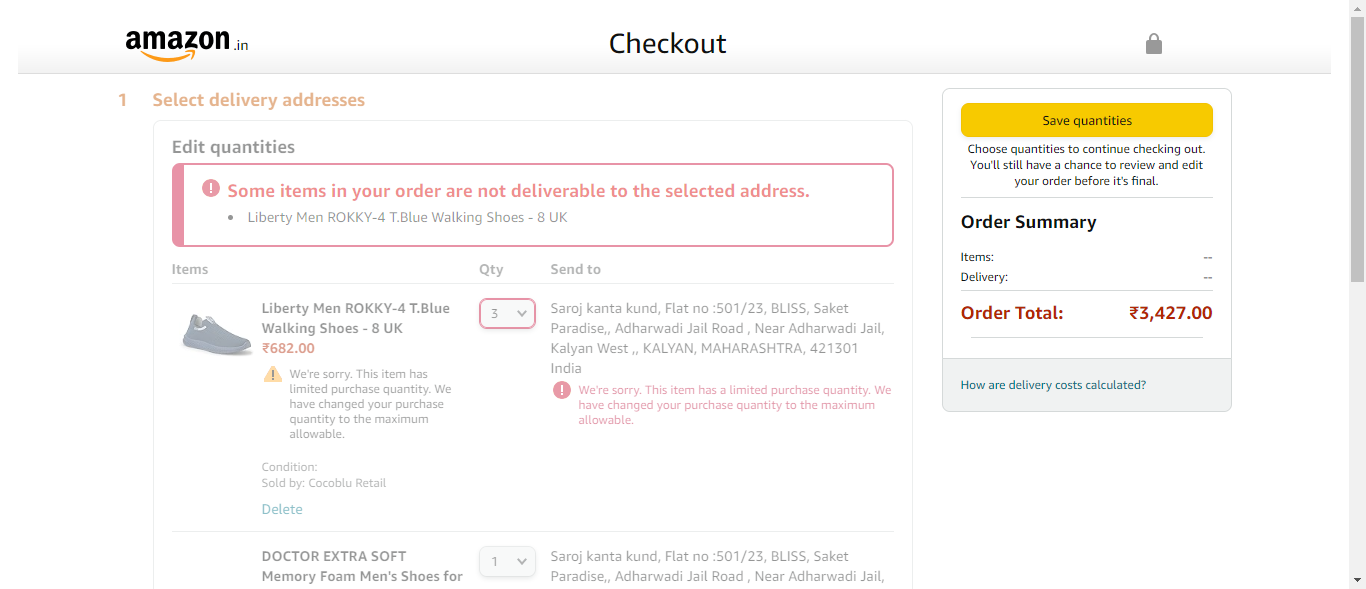 amazon.in
Checkout
1 Select delivery addresses
Edit quantities
Some items in your order are not deliverable to the selected address.
• Liberty Men ROKKY-4 T.Blue Walking Shoes - 8 UK
Items Qty Send to
Liberty Men ROKKY-4 T.Blue
Walking Shoes - 8 UK
₹682.00
We're sorry. This item has
limited purchase quantity. We
have changed your purchase
quantity to the maximum
allowable.
Condition:
Sold by: Cocoblu Retail
Delete
3
Saroj kanta kund, Flat no :501/23, BLISS, Saket
Paradise,, Adharwadi Jail Road , Near Adharwadi Jail,
Kalyan West ,, KALYAN, MAHARASHTRA, 421301
India
We're sorry. This item has a limited purchase quantity. We
have changed your purchase quantity to the maximum
allowable.
DOCTOR EXTRA SOFT
Memory Foam Men's Shoes for
1
Saroj kanta kund, Flat no :501/23, BLISS, Saket
Paradise,, Adharwadi Jail Road , Near Adharwadi Jail,
Save quantities
Choose quantities to continue checking out.
You'll still have a chance to review and edit
your order before it's final.
Order Summary
Items: --
Delivery: --
Order Total: ₹3,427.00
How are delivery costs calculated?